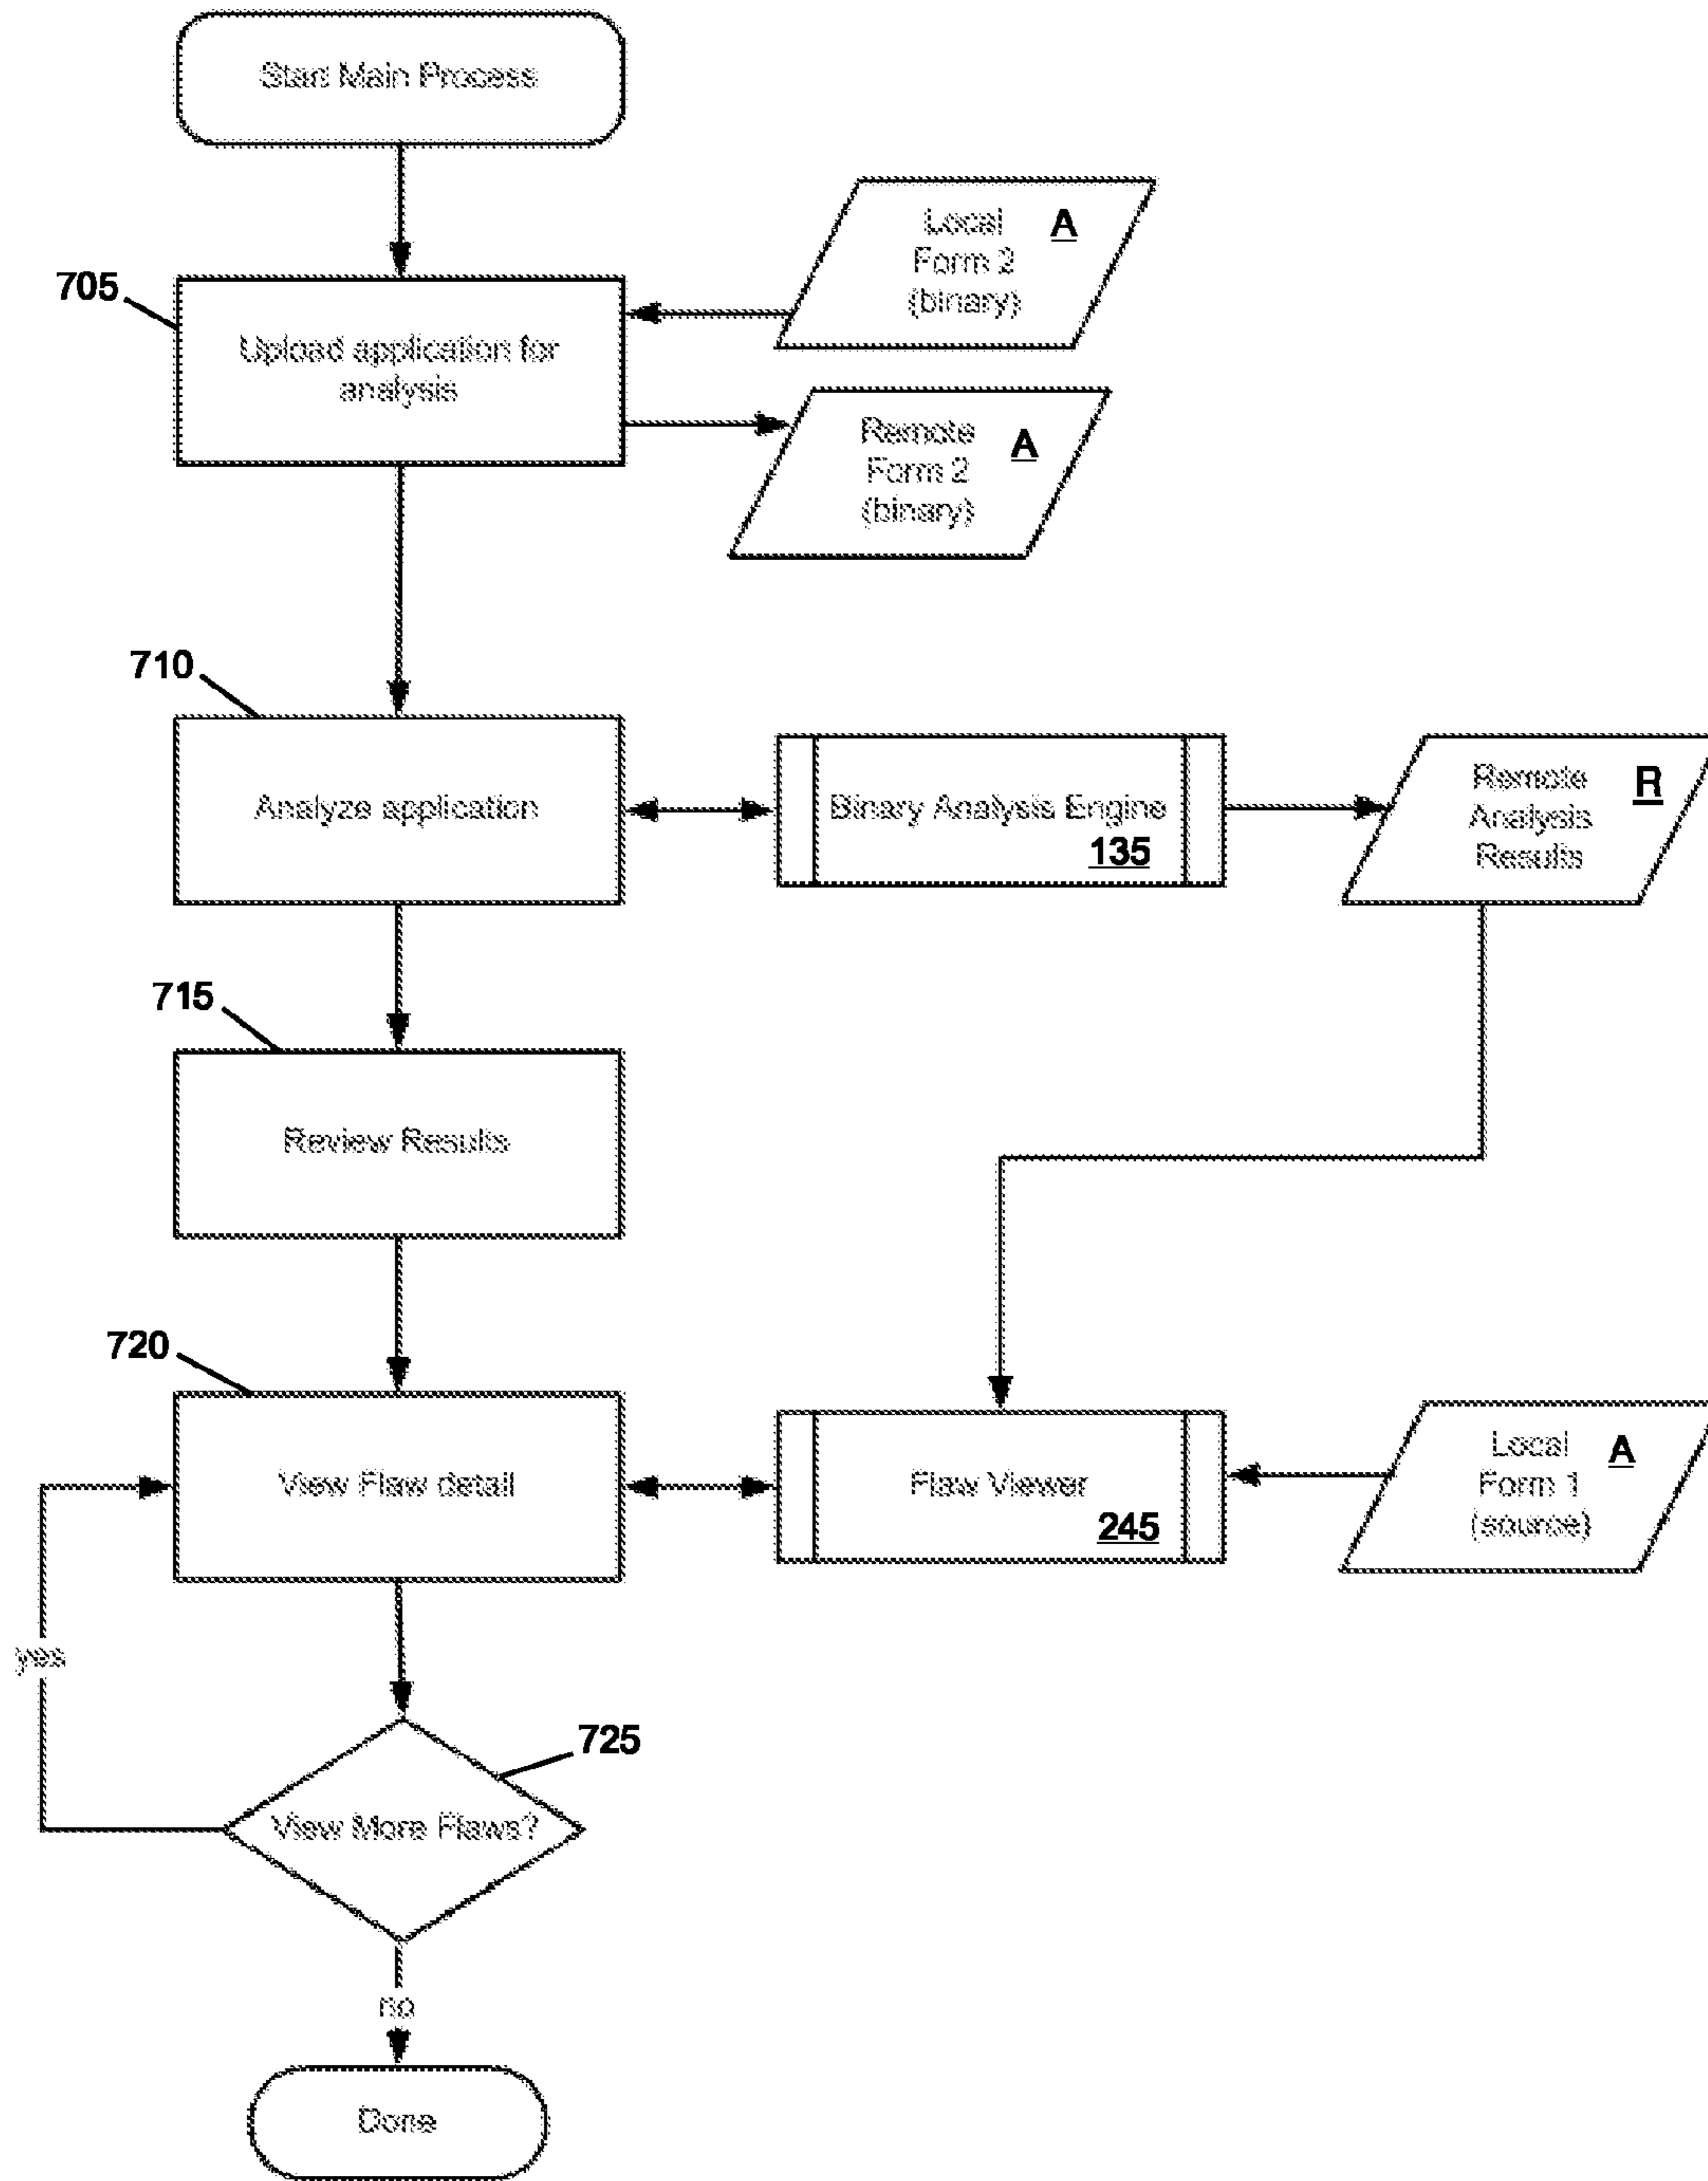 Start Main Process
Local
Form 2
(binary)
A
705
Upload application for
analysis
Remote
Form 2
(binary)
A
710
Analyze application
Binary Analysis Engine
135
Remote
Analysis
Results
R
715
Review Results
720
View Flaw detail
Flaw Viewer
245
Local
Form 1
(source)
A
yes
725
View More Flaws?
no
Done